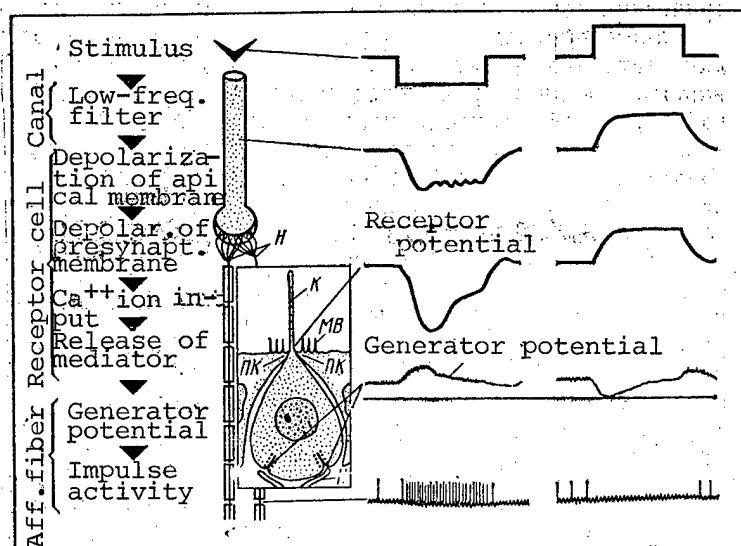 Stimulus
Canal
Low-freq.
filter
Receptor cell
Depolariza-
tion of api
cal membrane
Depolar. of
presynapt.
membrane
Ca++ion in-
put
Release of
mediator
Aff.fiber
Generator
potential
Impulse
activity
H
K
MB
ПК
ПК
Receptor
potential
Generator potential